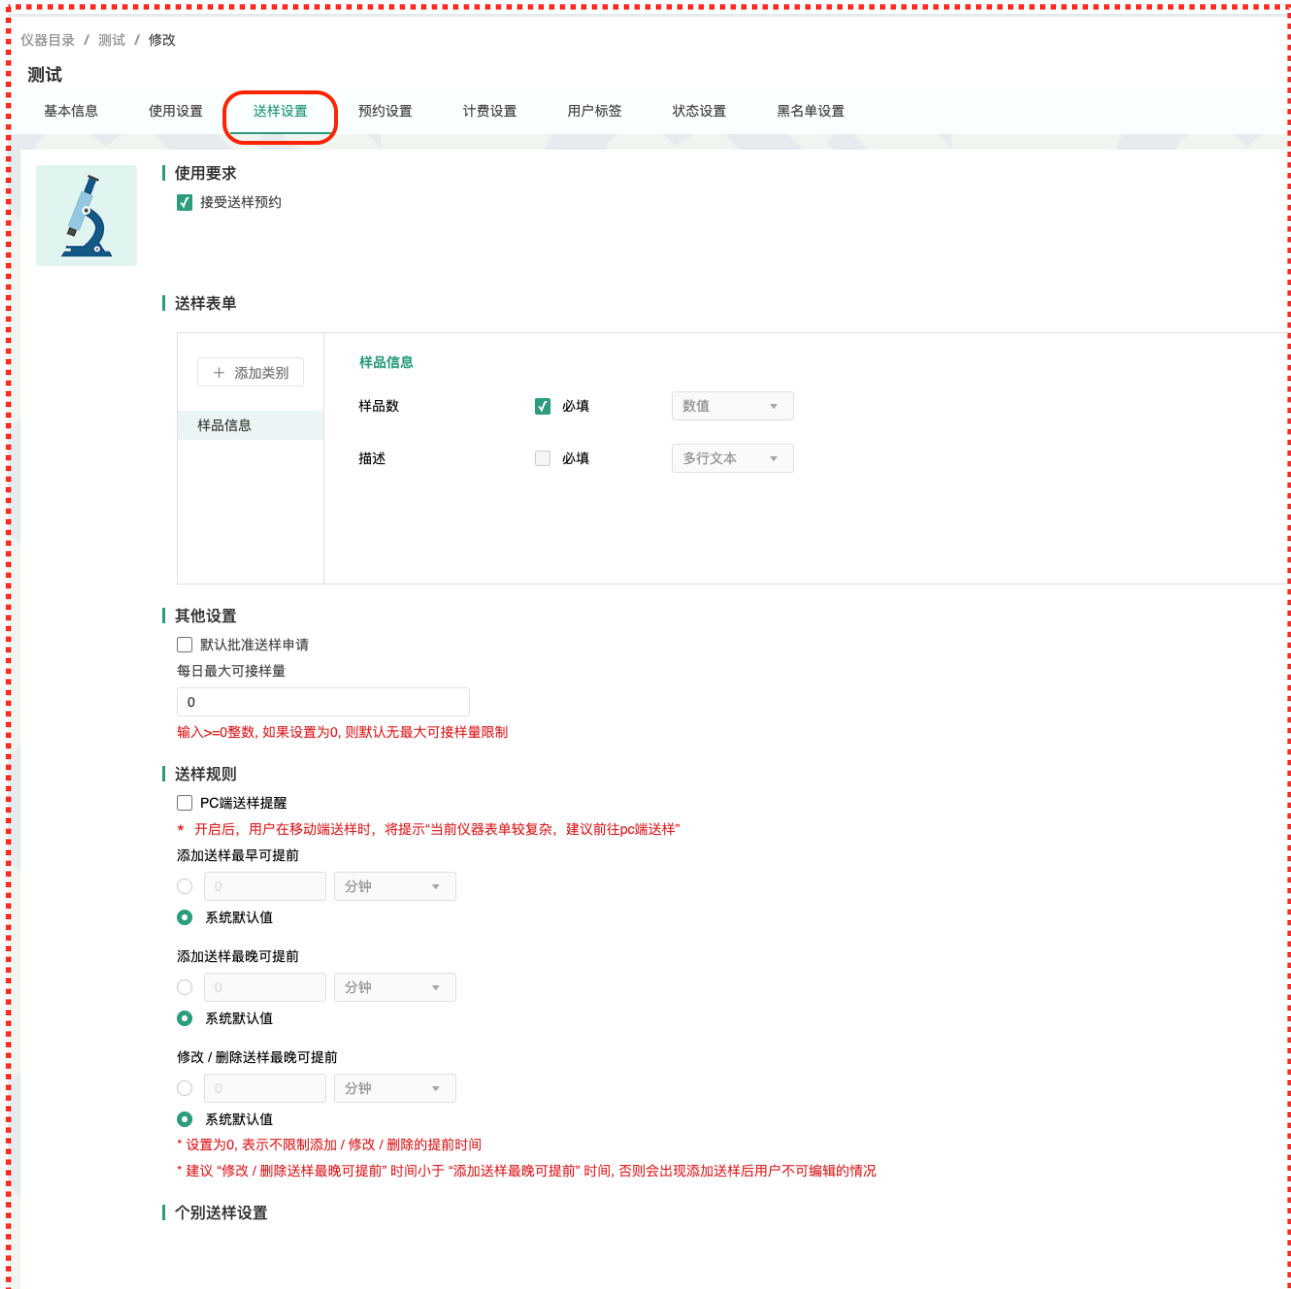 仪器目录 / 测试 / 修改
测试
基本信息 使用设置 送样设置 预约设置 计费设置 用户标签 状态设置 黑名单设置
使用要求
接受送样预约
送样表单
+ 添加类别
样品信息
样品信息
样品数 必填 数值
描述 必填 多行文本
其他设置
默认批准送样申请
每日最大可接样量
0
输入>=0整数, 如果设置为0, 则默认无最大可接样量限制
送样规则
PC端送样提醒
* 开启后，用户在移动端送样时，将提示“当前仪器表单较复杂，建议前往pc端送样”
添加送样最早可提前
0 分钟
系统默认值
添加送样最晚可提前
0 分钟
系统默认值
修改 / 删除送样最晚可提前
0 分钟
系统默认值
* 设置为0, 表示不限制添加 / 修改 / 删除的提前时间
* 建议 “修改 / 删除送样最晚可提前” 时间小于 “添加送样最晚可提前” 时间, 否则会出现添加送样后用户不可编辑的情况
个别送样设置